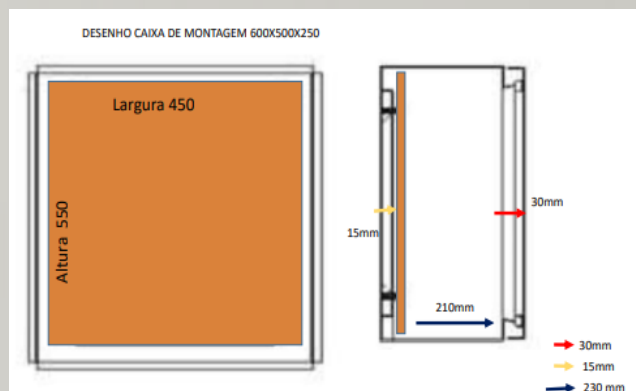 DESENHO CAIXA DE MONTAGEM 600X500X250
Largura 450
Altura 550
15mm
30mm
210mm
30mm
15mm
230 mm